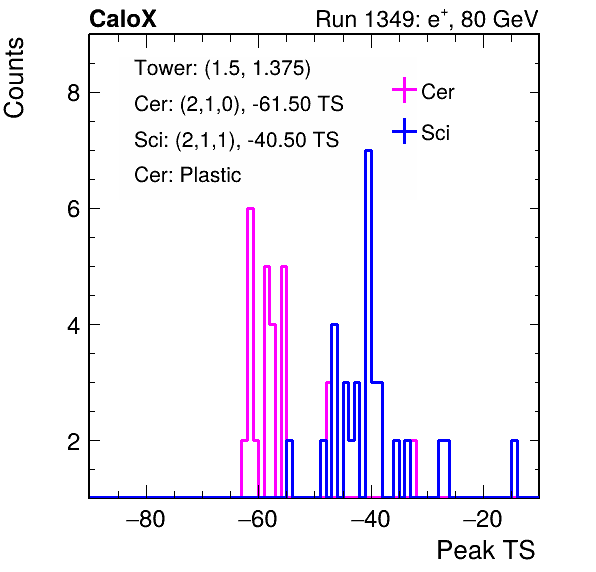 CaloX Run 1349: e⁺, 80 GeV
Counts
Tower: (1.5, 1.375)
Cer: (2,1,0), -61.50 TS
Sci: (2,1,1), -40.50 TS
Cer: Plastic
Cer
Sci
8
6
4
2
−80 −60 −40 −20
Peak TS